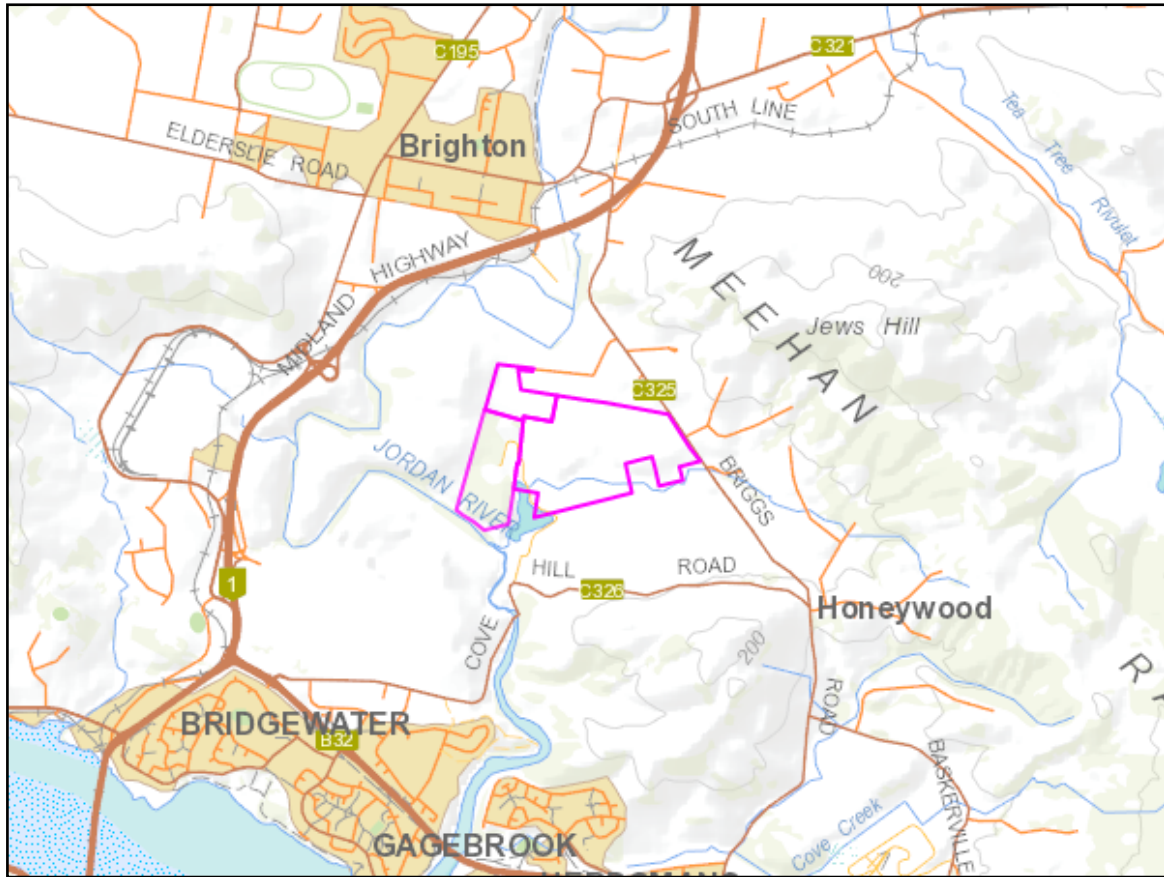 C195
C321
SOUTH LINE
Brighton
ELDERSLIE ROAD
Tea Tree Rivulet
MIDLAND HIGHWAY
MEEHAN
200
Jews Hill
C325
JORDAN RIVER
BRIGGS
HILL ROAD
C326
1
Honeywood
COVE
200
ROAD
BRIDGEWATER
B32
BASKERVILLE
GAGEBROOK
Cove Creek